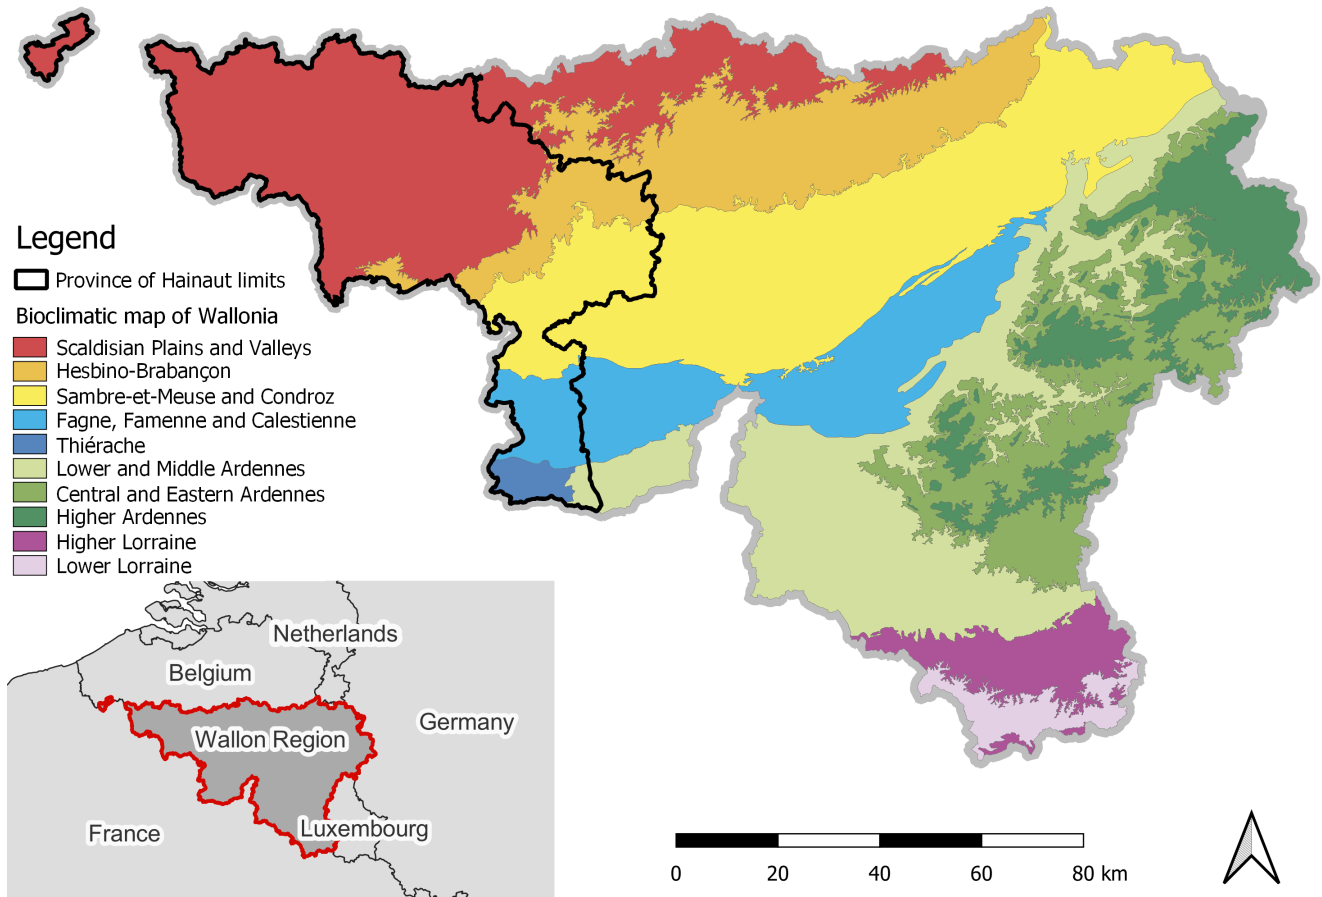 Legend
Province of Hainaut limits
Bioclimatic map of Wallonia
Scaldisian Plains and Valleys
Hesbino-Brabançon
Sambre-et-Meuse and Condroz
Fagne, Famenne and Calestienne
Thiérache
Lower and Middle Ardennes
Central and Eastern Ardennes
Higher Ardennes
Higher Lorraine
Lower Lorraine
Netherlands
Belgium
Germany
Wallon Region
France
Luxembourg
0 20 40 60 80 km